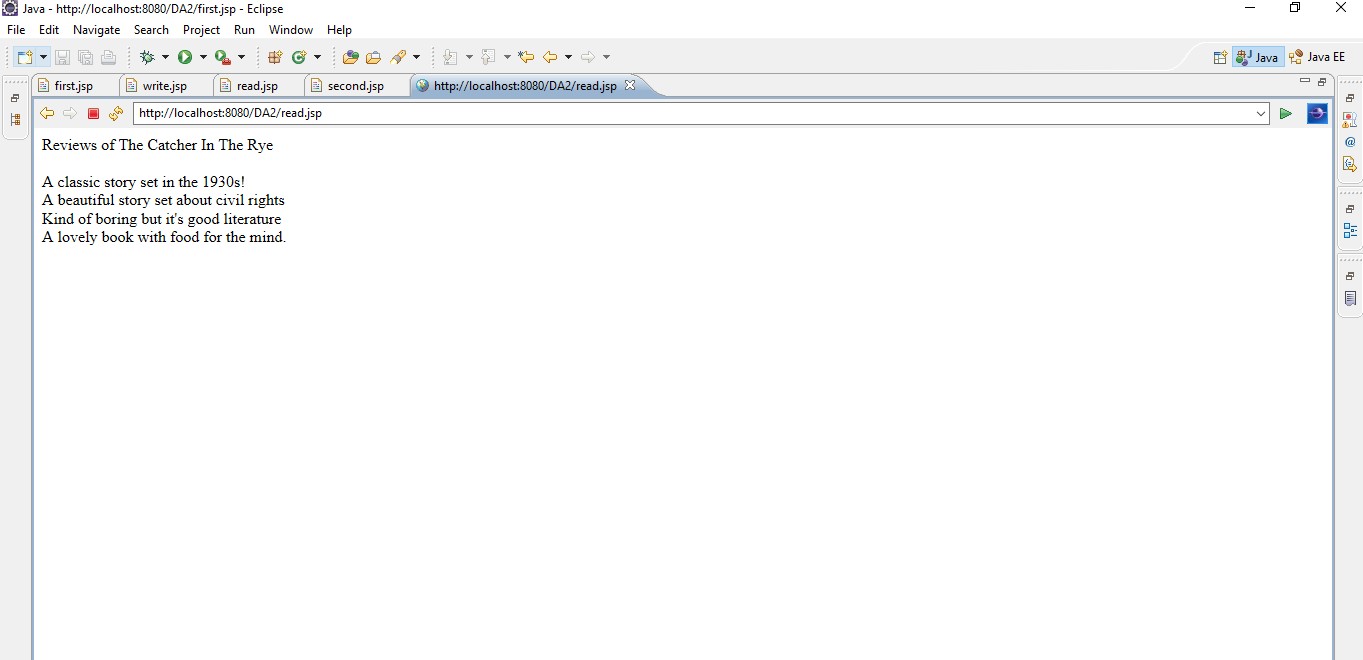 Java - http://localhost:8080/DA2/first.jsp - Eclipse
File Edit Navigate Search Project Run Window Help
Java Java EE
first.jsp write.jsp read.jsp second.jsp http://localhost:8080/DA2/read.jsp
http://localhost:8080/DA2/read.jsp
Reviews of The Catcher In The Rye
A classic story set in the 1930s!
A beautiful story set about civil rights
Kind of boring but it's good literature
A lovely book with food for the mind.